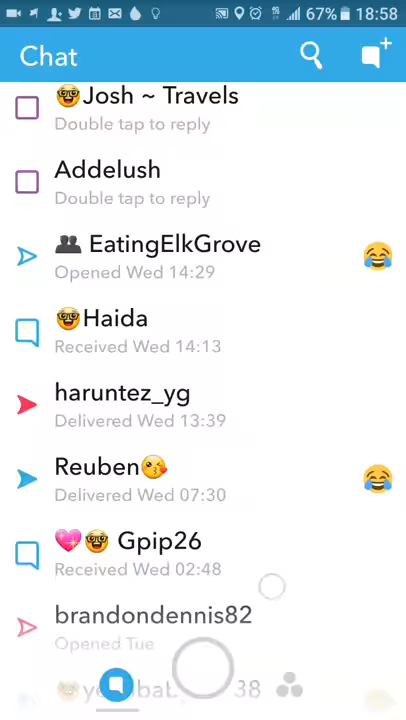 67% 18:58
Chat
🤓Josh ~ Travels
Double tap to reply
Addelush
Double tap to reply
👥 EatingElkGrove
😂
Opened Wed 14:29
🤓Haida
Received Wed 14:13
haruntez_yg
Delivered Wed 13:39
Reuben😘
😂
Delivered Wed 07:30
💖🤓 Gpip26
Received Wed 02:48
brandondennis82
Opened Tue
38